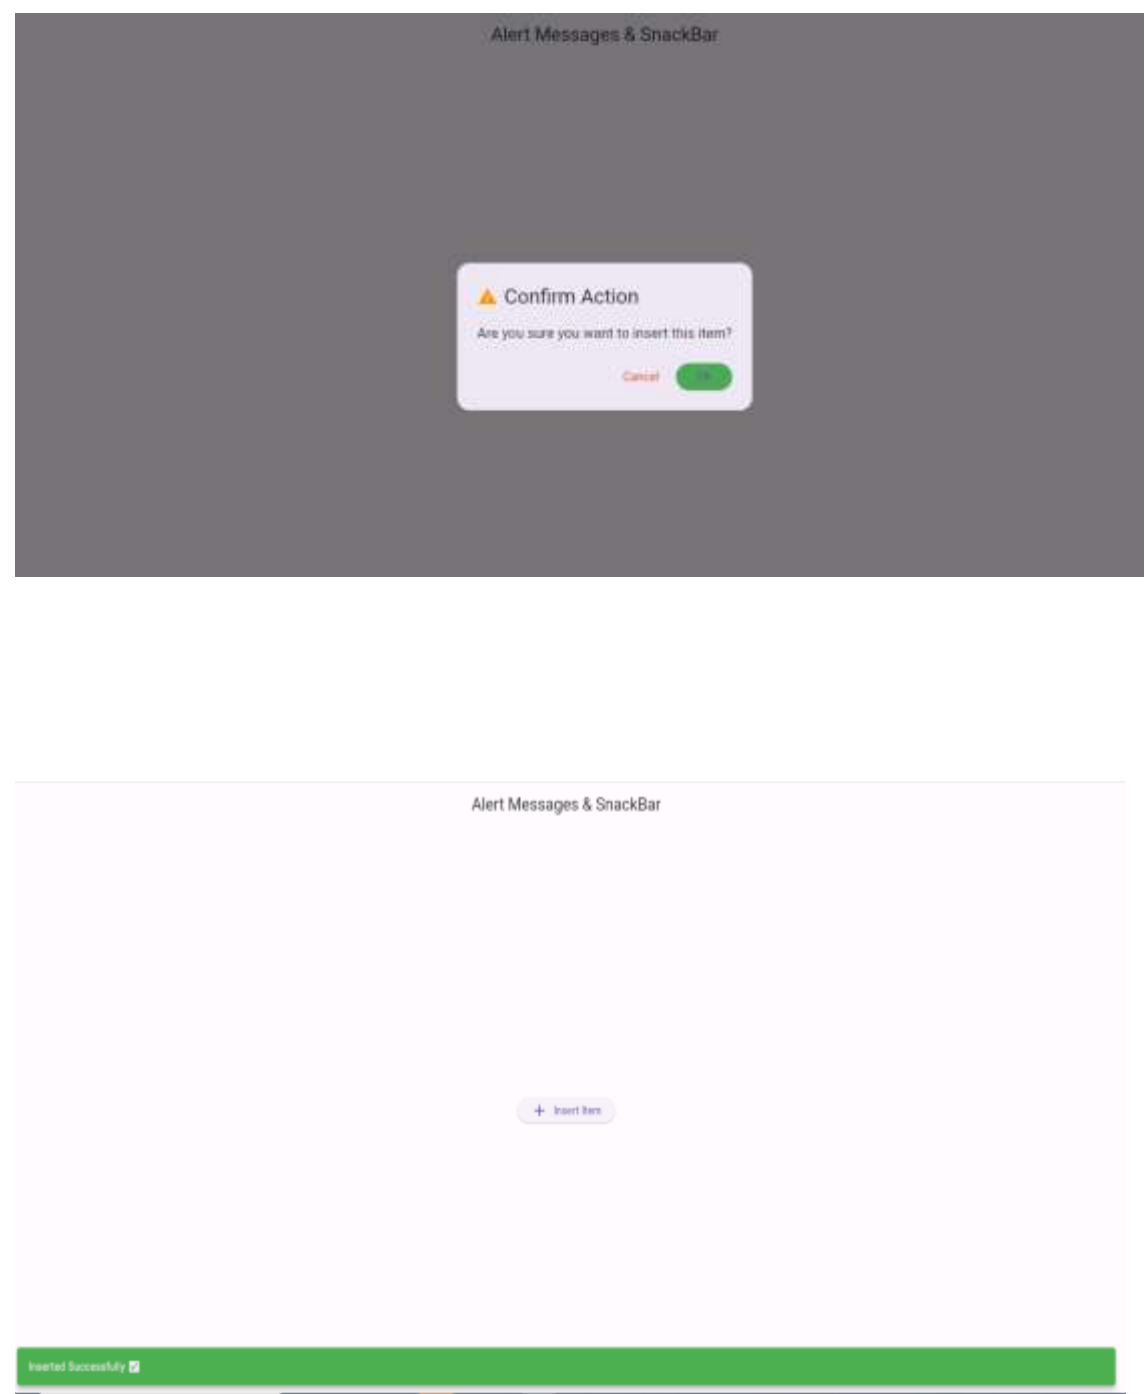 Alert Messages & SnackBar
Confirm Action
Are you sure you want to insert this item?
Cancel
Alert Messages & SnackBar
Insert Item
Inserted Successfully ✅